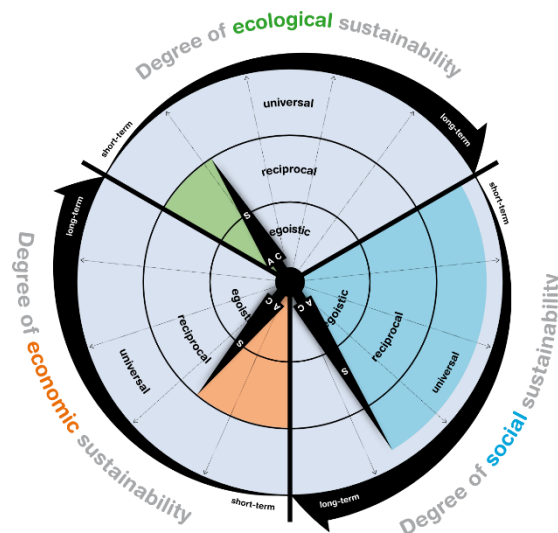 Degree of ecological sustainability
short-term
long-term
universal
reciprocal
egoistic
S
A C
short-term
long-term
universal
reciprocal
egoistic
S
A C
Degree of social sustainability
short-term
long-term
universal
reciprocal
egoistic
S
A C
Degree of economic sustainability